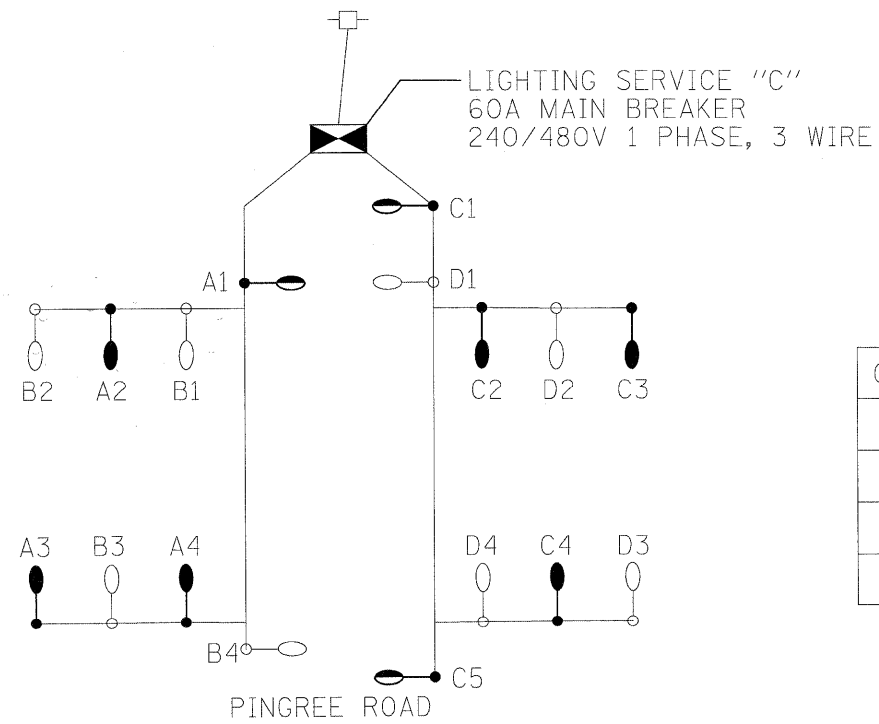 LIGHTING SERVICE "C"
60A MAIN BREAKER
240/480V 1 PHASE, 3 WIRE
C1
A1
D1
B2
A2
B1
C2
D2
C3
A3
B3
A4
D4
C4
D3
B4
C5
PINGREE ROAD